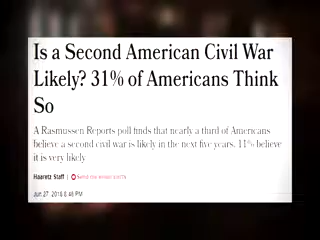 Is a Second American Civil War
Likely? 31% of Americans Think
So
A Rasmussen Reports poll finds that nearly a third of Americans
believe a second civil war is likely in the next five years. 11% believe
it is very likely
Haaretz Staff |
Jun 27, 2018 8:48 PM